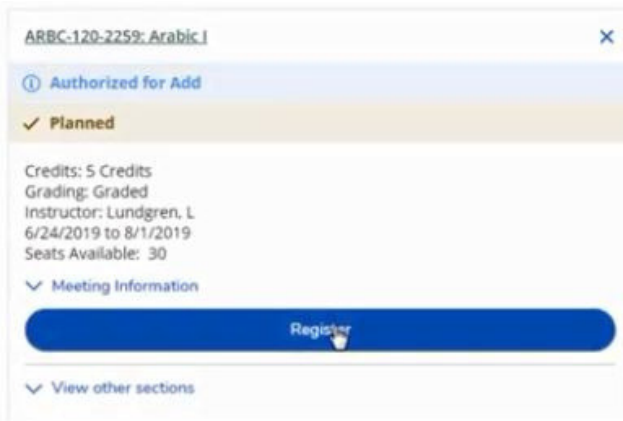 ARBC-120-2259: Arabic I
Authorized for Add
Planned
Credits: 5 Credits
Grading: Graded
Instructor: Lundgren, L
6/24/2019 to 8/1/2019
Seats Available: 30
Meeting Information
Register
View other sections